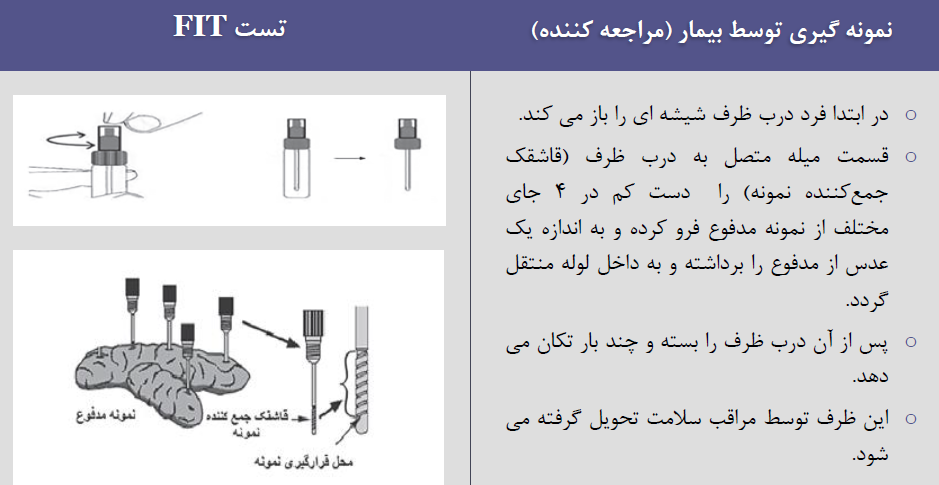 نمونه گیری توسط بیمار (مراجعه کننده)
تست FIT
در ابتدا فرد درب ظرف شیشه ای را باز می کند.
قسمت میله متصل به درب ظرف (قاشقک
جمع‌کننده نمونه) را دست کم در ۴ جای
مختلف از نمونه مدفوع فرو کرده و به اندازه یک
عدس از مدفوع را برداشته و به داخل لوله منتقل
گردد.
پس از آن درب ظرف را بسته و چند بار تکان می
دهد.
این ظرف توسط مراقب سلامت تحویل گرفته می
شود.
نمونه مدفوع
قاشقک جمع کننده
نمونه
محل قرارگیری نمونه